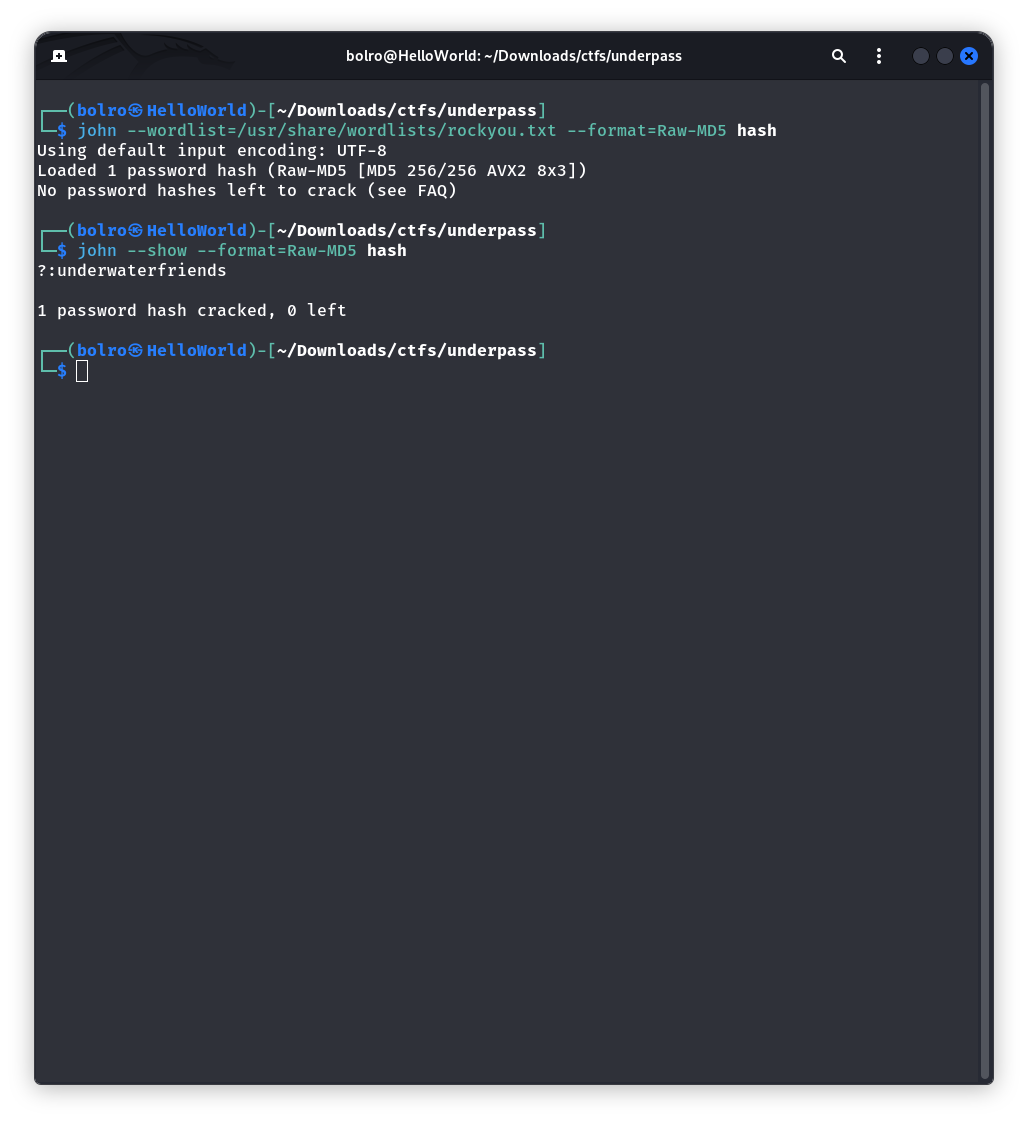 bolro@HelloWorld: ~/Downloads/ctfs/underpass
┌──(bolro㉿HelloWorld)-[~/Downloads/ctfs/underpass]
└─$ john --wordlist=/usr/share/wordlists/rockyou.txt --format=Raw-MD5 hash
Using default input encoding: UTF-8
Loaded 1 password hash (Raw-MD5 [MD5 256/256 AVX2 8x3])
No password hashes left to crack (see FAQ)
┌──(bolro㉿HelloWorld)-[~/Downloads/ctfs/underpass]
└─$ john --show --format=Raw-MD5 hash
?:underwaterfriends
1 password hash cracked, 0 left
┌──(bolro㉿HelloWorld)-[~/Downloads/ctfs/underpass]
└─$